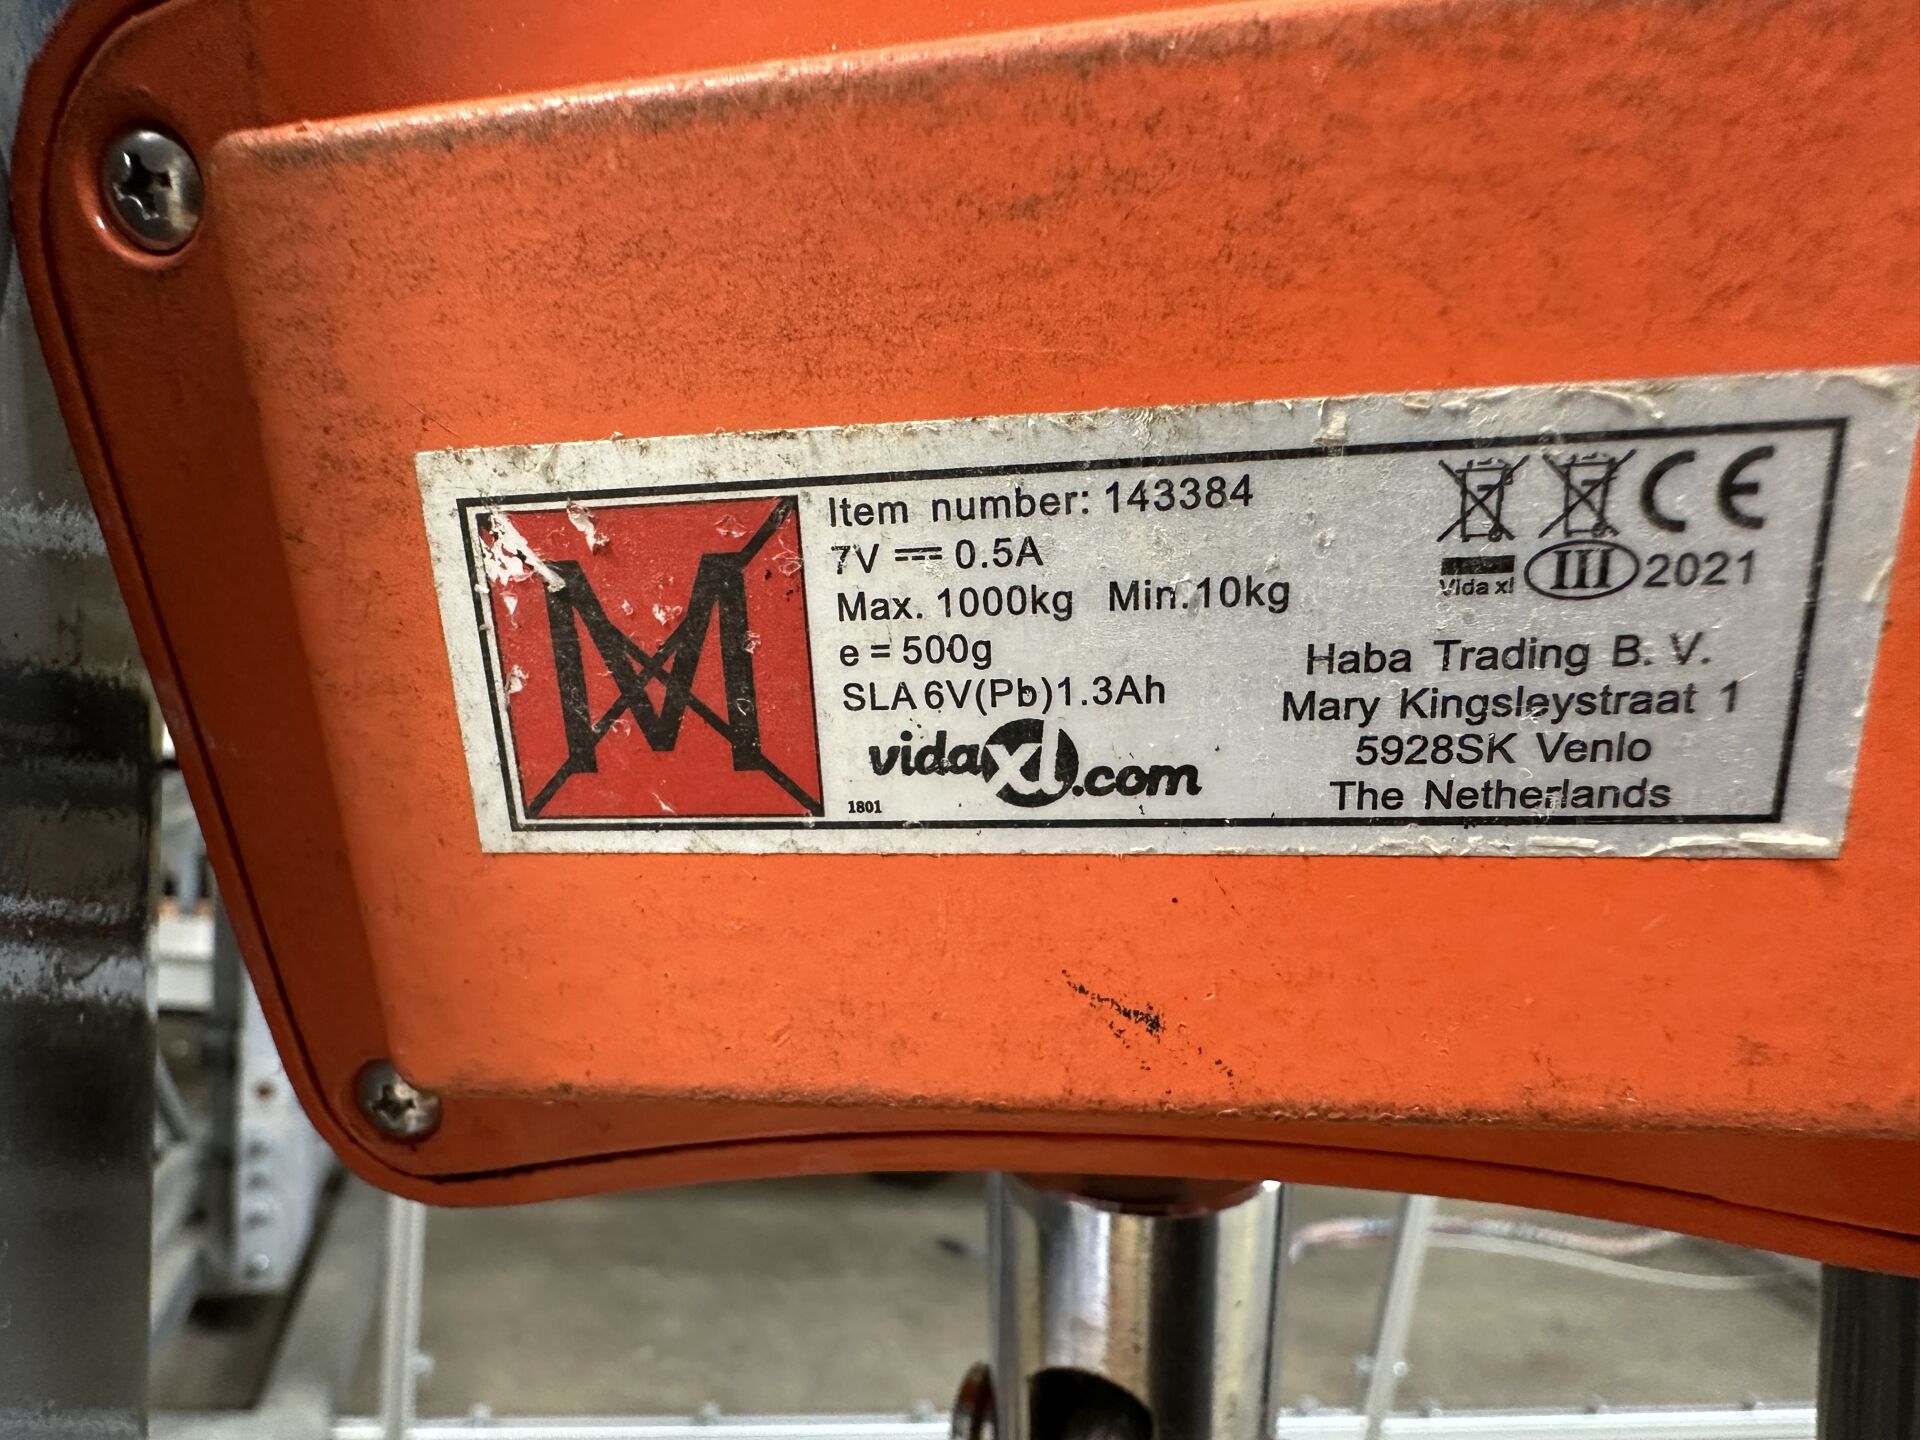 Item number: 143384
7V ⎓ 0.5A
Max. 1000kg Min.10kg
e = 500g
SLA 6V(Pb)1.3Ah
vidaXL.com
1801
M
CE
Vida xl III 2021
Haba Trading B. V.
Mary Kingsleystraat 1
5928SK Venlo
The Netherlands